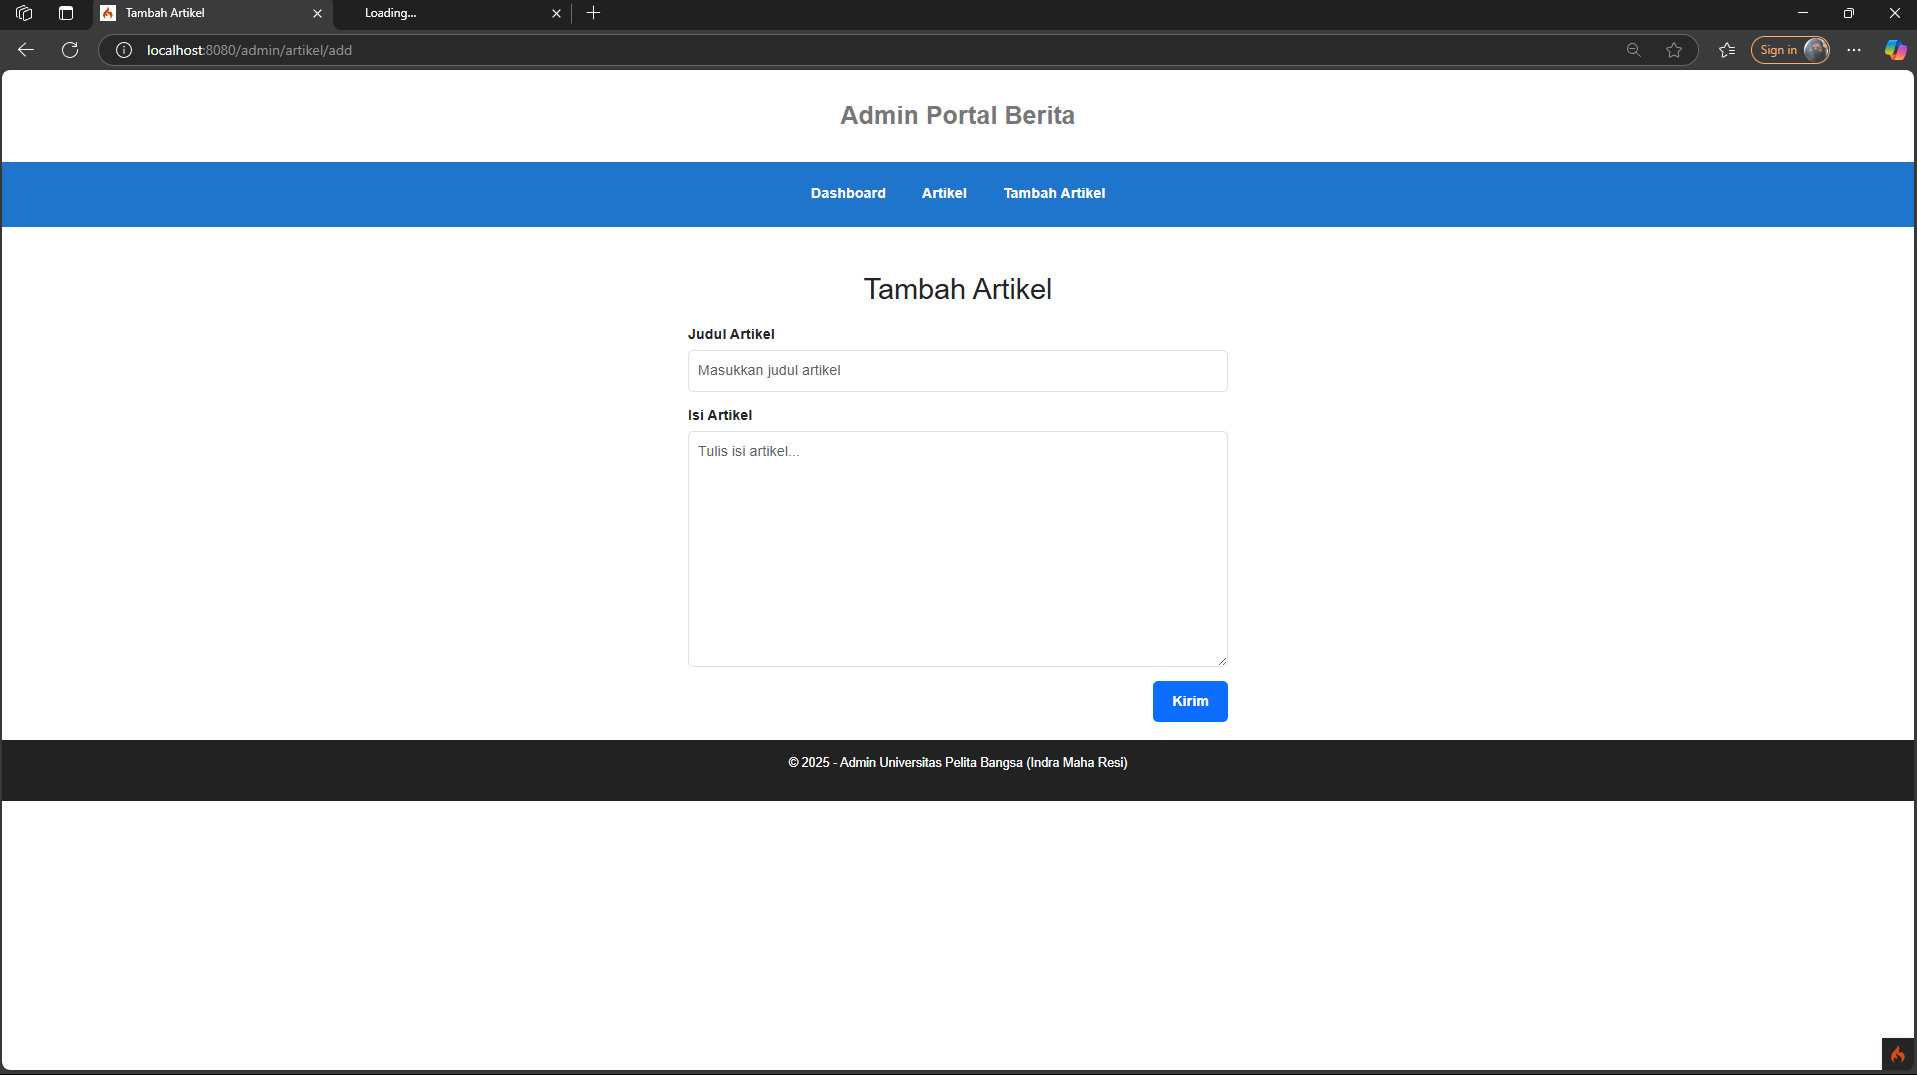 Tambah Artikel
Loading...
localhost:8080/admin/artikel/add
Sign in
Admin Portal Berita
Dashboard Artikel Tambah Artikel
Tambah Artikel
Judul Artikel
Masukkan judul artikel
Isi Artikel
Tulis isi artikel...
Kirim
© 2025 - Admin Universitas Pelita Bangsa (Indra Maha Resi)